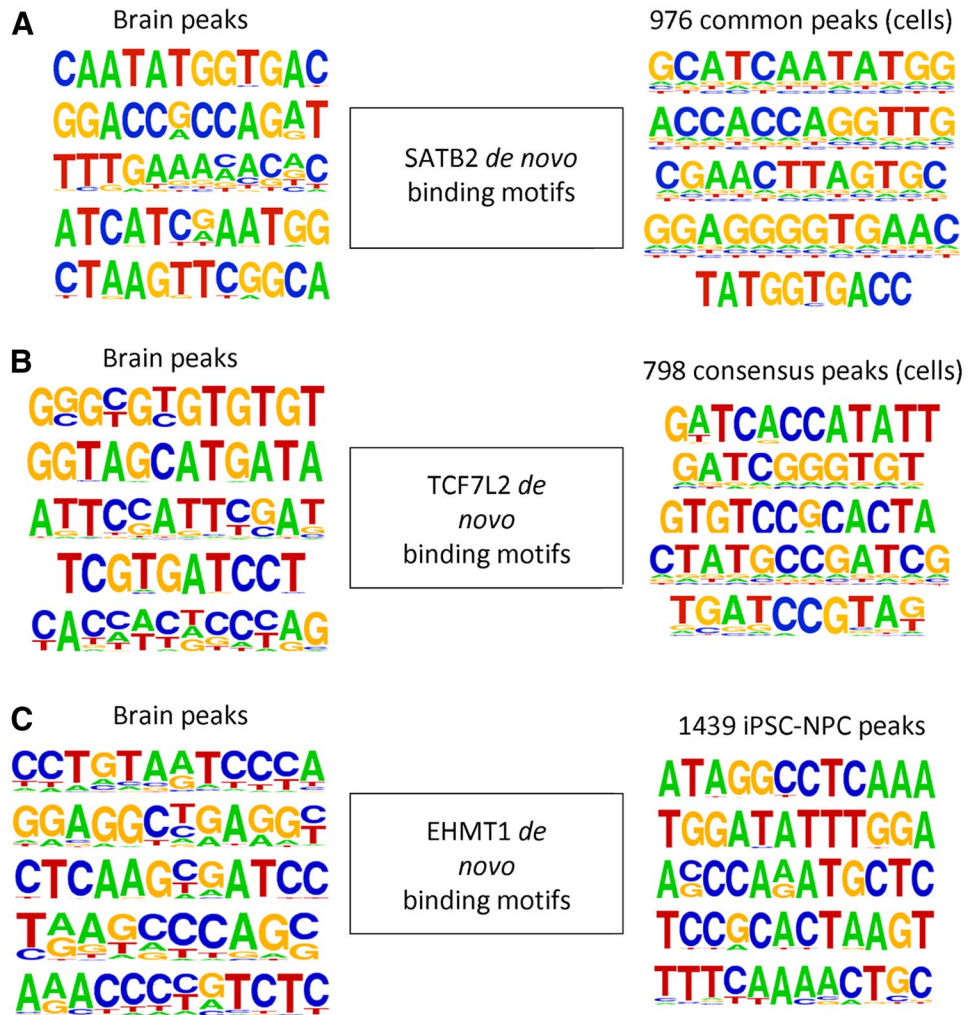 A
Brain peaks
976 common peaks (cells)
CAATATGGTGAC
GGACCGCCAGAT
TTTGAAACACAC
ATCATCGAATGG
CTAAGTTCGGCA
SATB2 de novo
binding motifs
GCATCAATATGG
ACCACCAGGTTG
CGAACTTAGTGC
GGAGGGGTGAAC
TATGGTGACC
B
Brain peaks
798 consensus peaks (cells)
GGGCGTGTGTGT
GGTAGCATGATA
ATTCCATTCGAT
TCGTGATCCT
CACCACTCCCAG
TCF7L2 de
novo
binding motifs
GATCACCATATT
GATCGGGTGT
GTGTCCGCACTA
CTATGCCGATCG
TGATCCGTAG
C
Brain peaks
1439 iPSC-NPC peaks
CCTGTAATCCCA
GGAGGCTGAGGC
CTCAAGCGATCC
TAAGTCCCAGC
AAACCCCGTCTC
EHMT1 de
novo
binding motifs
ATAGGCCTCAAA
TGGATATTTGGA
AGCCAAATGCTC
TCCGCACTAAGT
TTTCAAAACTGC